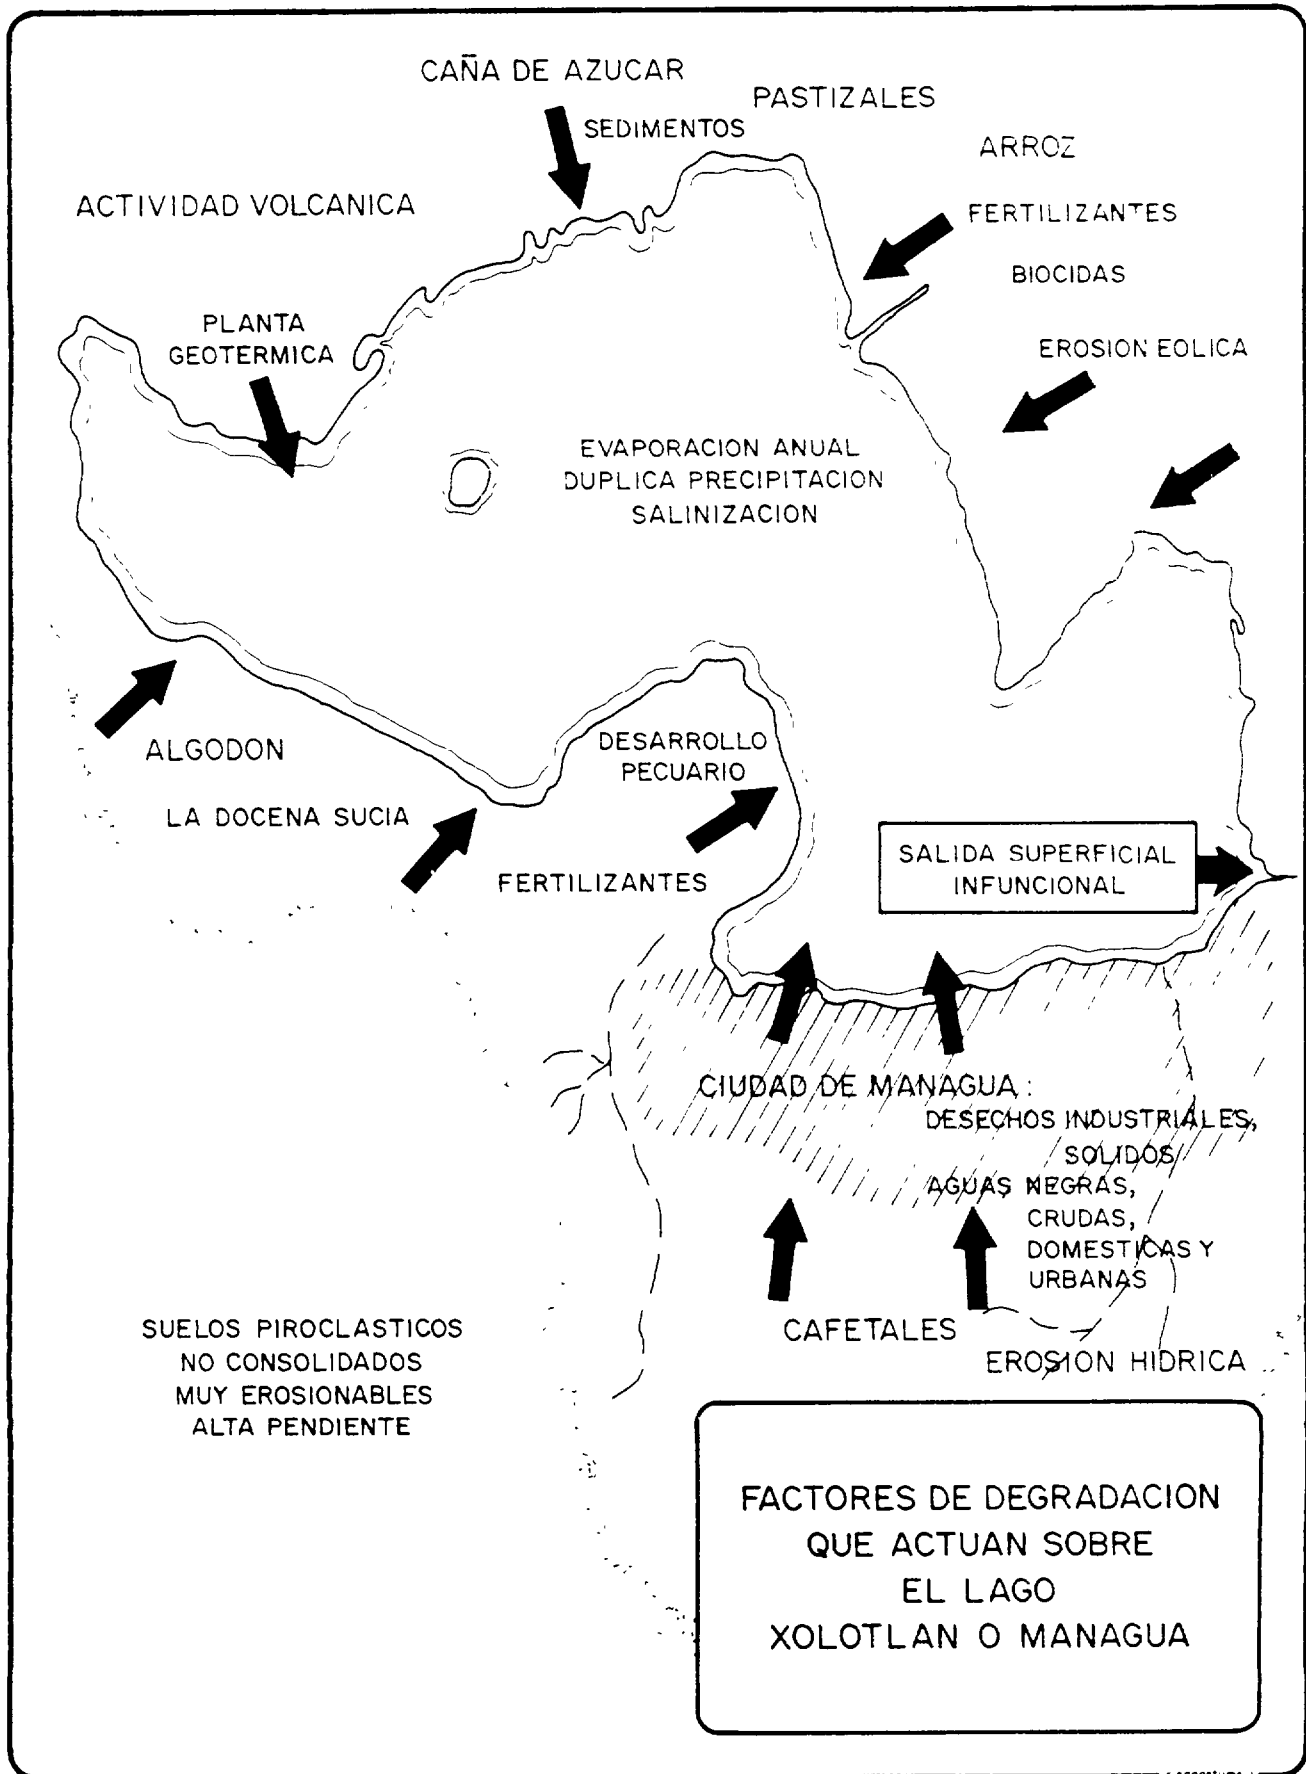 CAÑA DE AZUCAR
PASTIZALES
SEDIMENTOS
ARROZ
ACTIVIDAD VOLCANICA
FERTILIZANTES
BIOCIDAS
PLANTA
GEOTERMICA
EROSION EOLICA
EVAPORACION ANUAL
DUPLICA PRECIPITACION
SALINIZACION
ALGODON
DESARROLLO
PECUARIO
LA DOCENA SUCIA
FERTILIZANTES
SALIDA SUPERFICIAL
INFUNCIONAL
CIUDAD DE MANAGUA:
DESECHOS INDUSTRIALES,
SOLIDOS
AGUAS NEGRAS,
CRUDAS,
DOMESTICAS Y
URBANAS
CAFETALES
EROSION HIDRICA
SUELOS PIROCLASTICOS
NO CONSOLIDADOS
MUY EROSIONABLES
ALTA PENDIENTE
FACTORES DE DEGRADACION
QUE ACTUAN SOBRE
EL LAGO
XOLOTLAN O MANAGUA